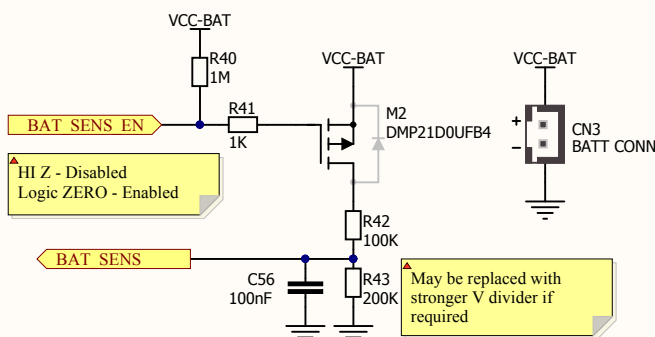 VCC-BAT
R40
1M
VCC-BAT
VCC-BAT
R41
M2
DMP21D0UFB4
BAT SENS EN
1K
+
-
CN3
BATT CONN
HI Z - Disabled
Logic ZERO - Enabled
R42
100K
BAT SENS
C56
100nF
R43
200K
May be replaced with
stronger V divider if
required